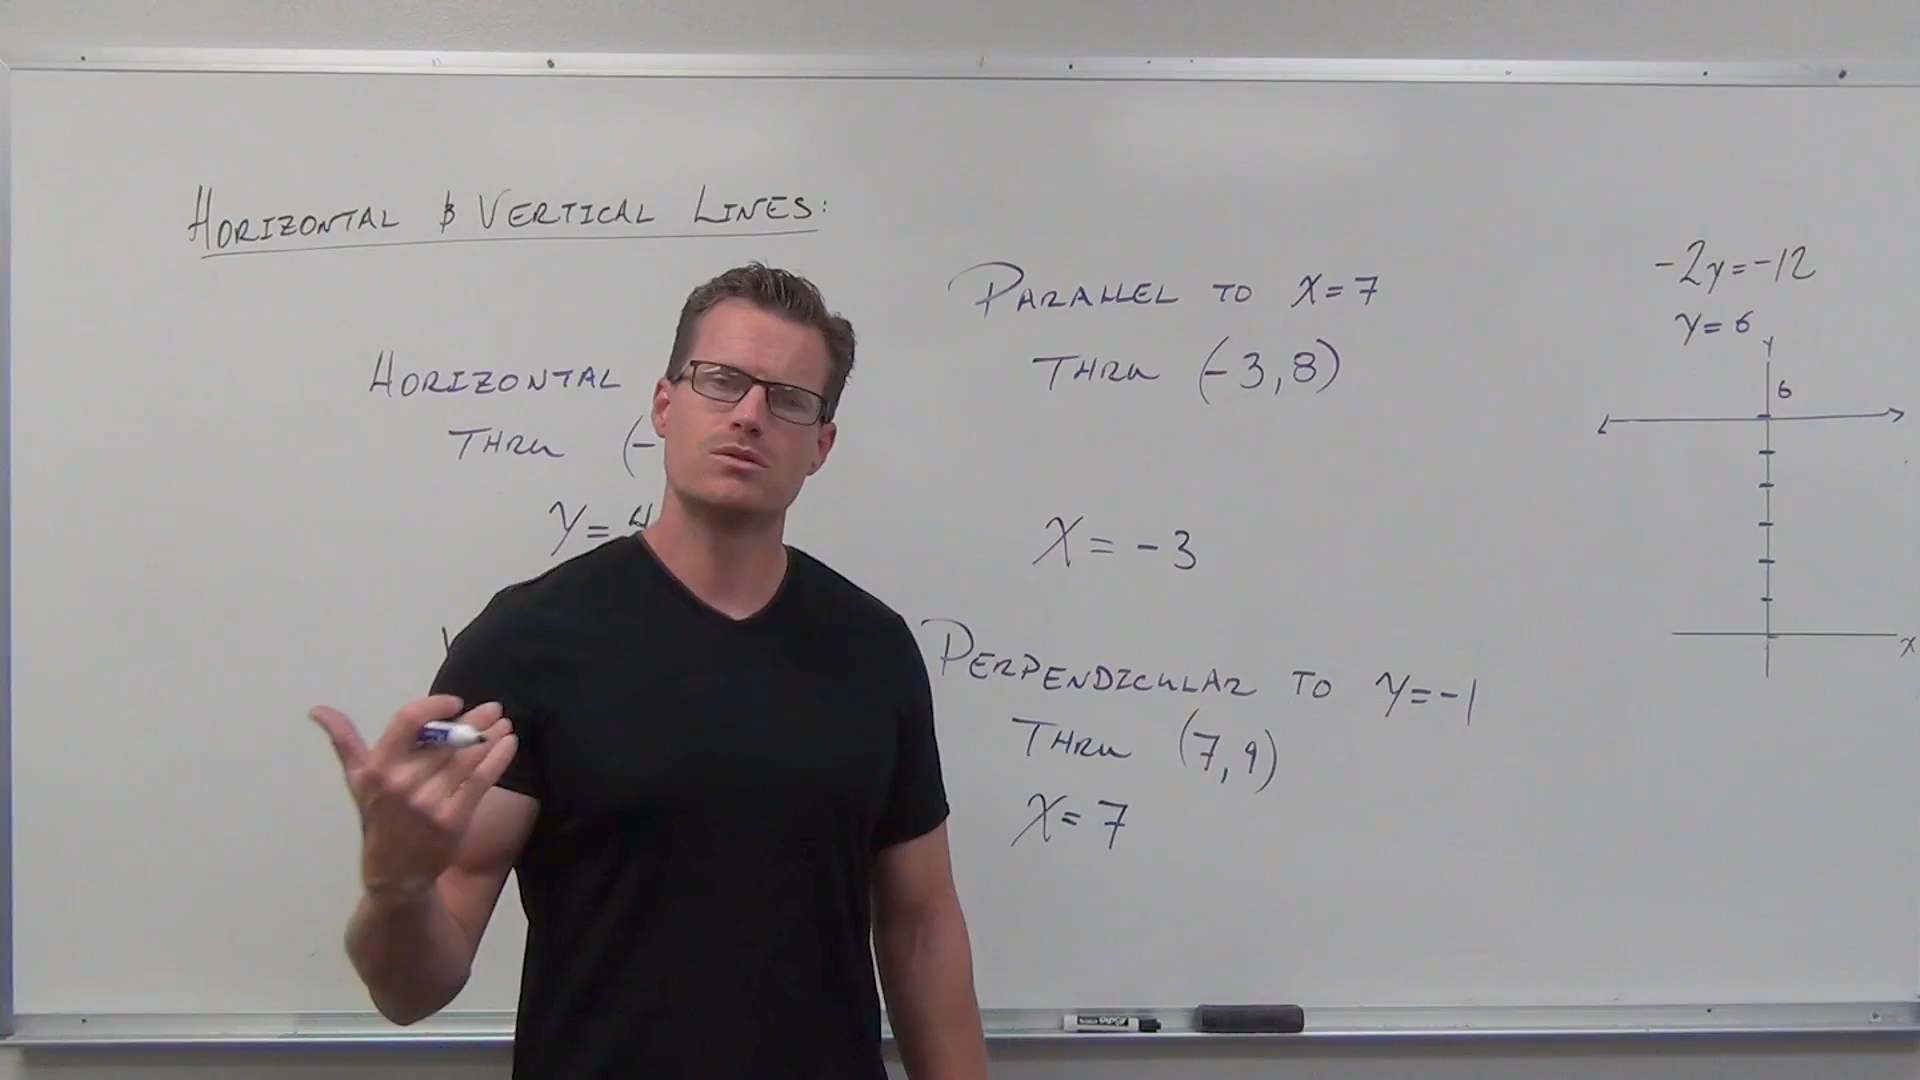 HORIZONTAL & VERTICAL LINES:
HORIZONTAL
THRU (-
Y=4
PARALLEL TO X=7
THRU (-3,8)
X=-3
PERPENDICULAR TO Y=-1
THRU (7,9)
X=7
-2y=-12
Y=6
Y
6
X
EXPO